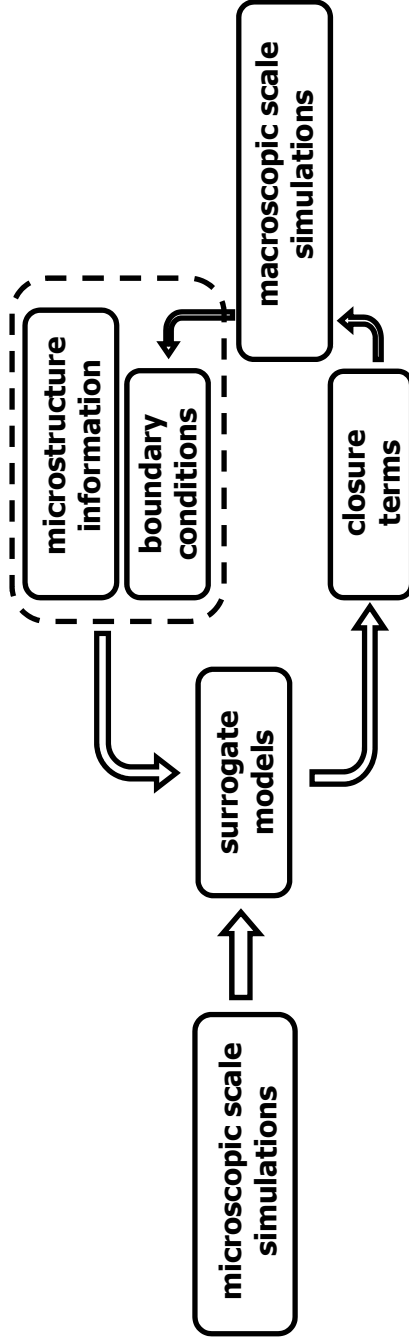 microscopic scale
simulations
surrogate
models
microstructure
information
boundary
conditions
closure
terms
macroscopic scale
simulations